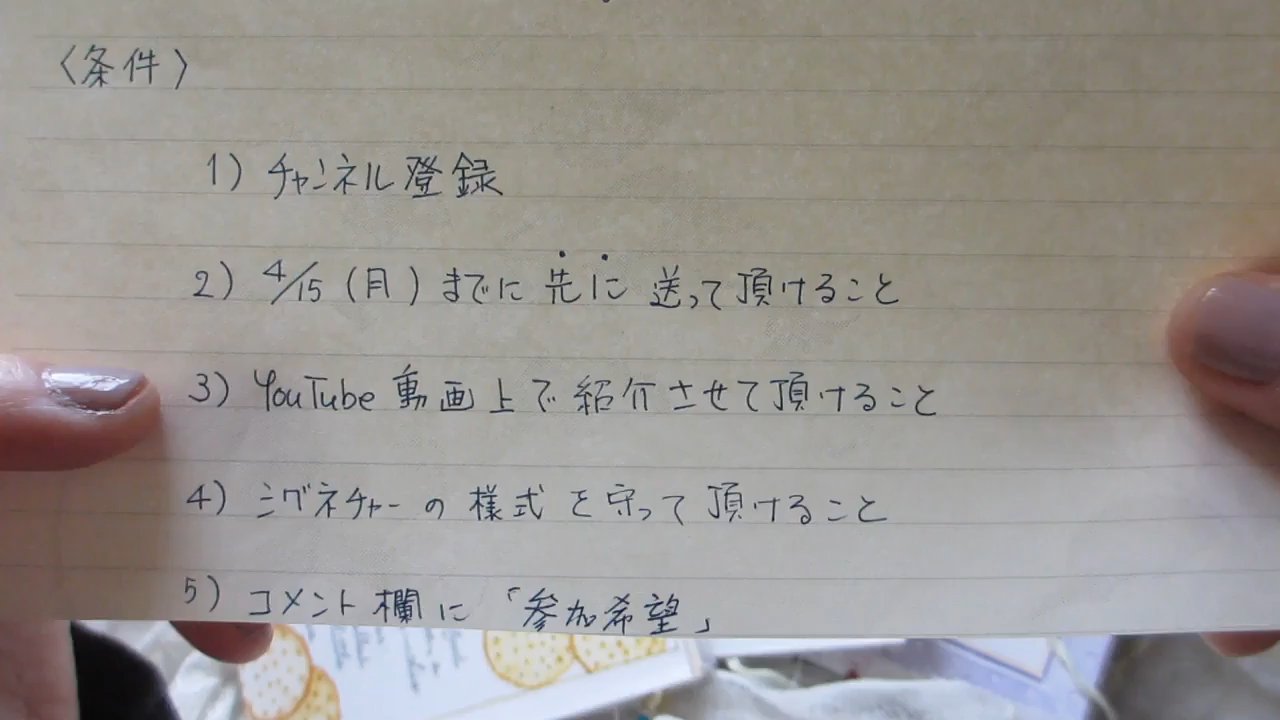 〈条件〉
1) チャンネル登録
2) 4/15 (月) までに 先に 送って頂けること
3) YouTube 動画上で紹介させて頂けること
4) シグネチャーの様式を守って頂けること
5) コメント欄に「参加希望」